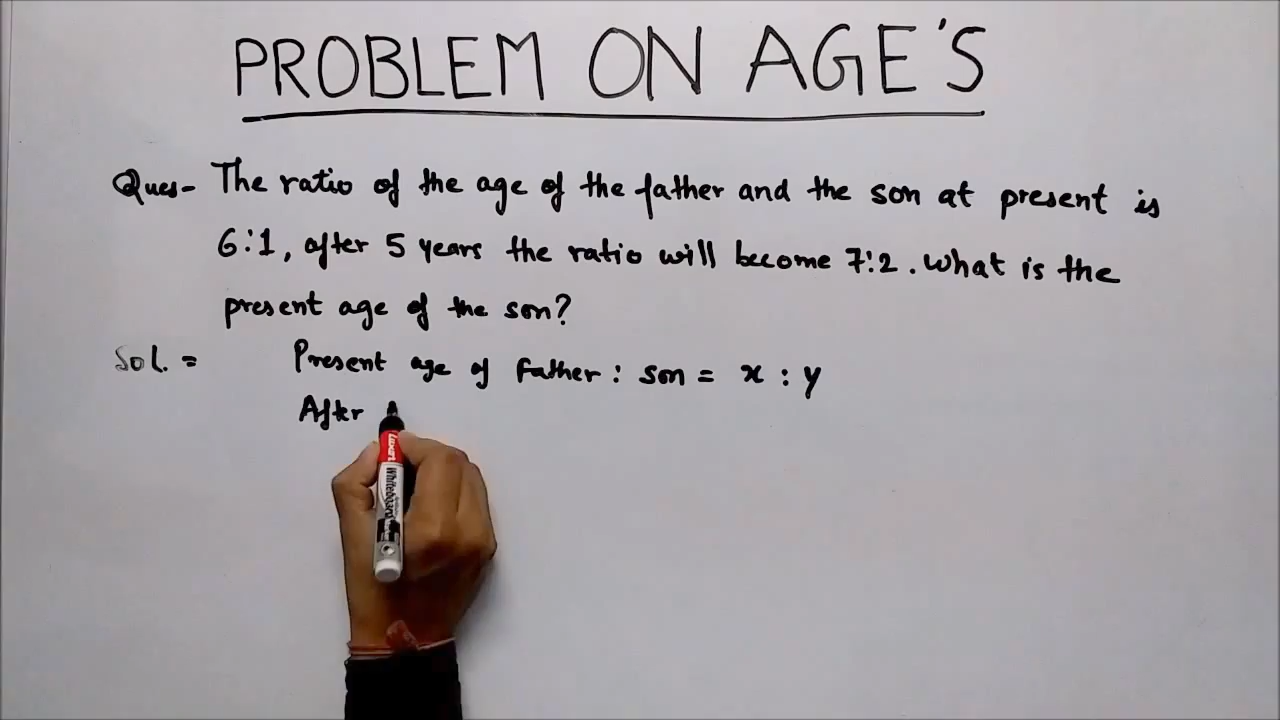 PROBLEM ON AGE'S
Ques- The ratio of the age of the father and the son at present is
6:1, after 5 years the ratio will become 7:2. What is the
present age of the son?
Sol. = Present age of Father : son = x : y
After
Luxor
Whiteboard